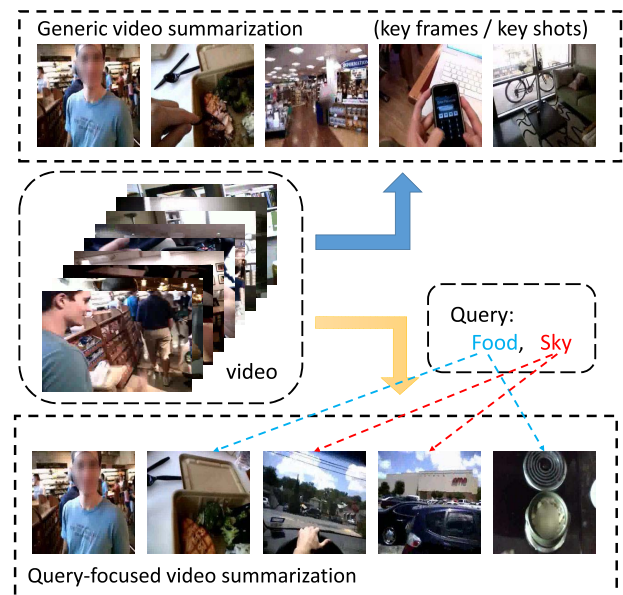 Generic video summarization (key frames / key shots)
video
Query:
Food, Sky
Query-focused video summarization